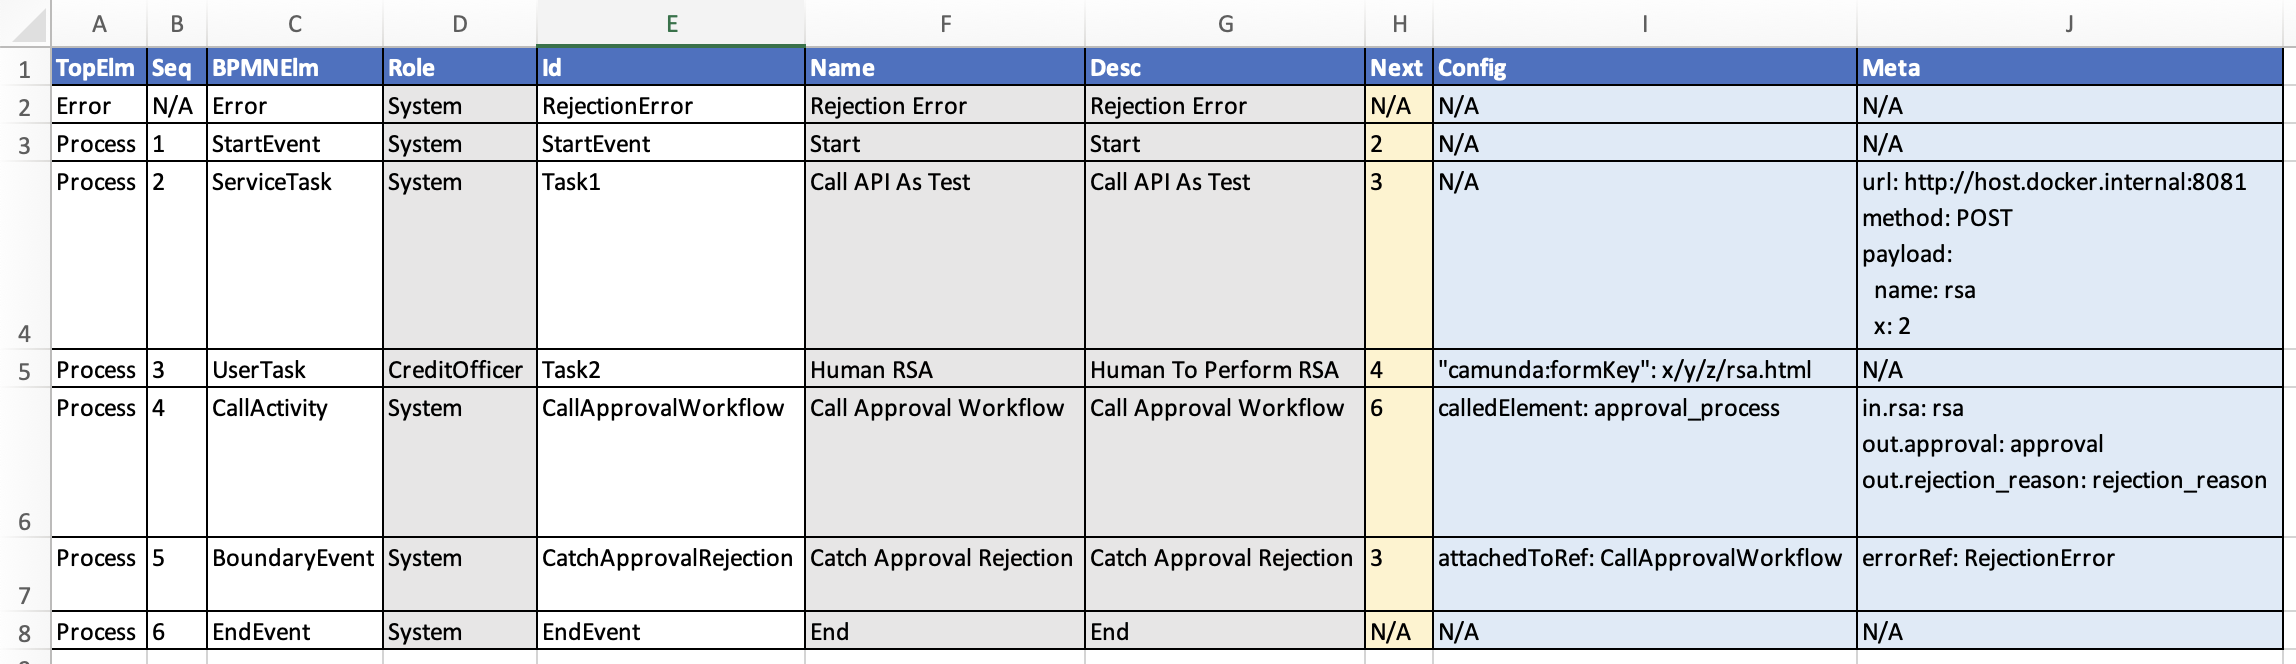 A B C D E F G H I J
1 TopElm Seq BPMNElm Role Id Name Desc Next Config Meta
2 Error N/A Error System RejectionError Rejection Error Rejection Error N/A N/A N/A
3 Process 1 StartEvent System StartEvent Start Start 2 N/A N/A
Process 2 ServiceTask System Task1 Call API As Test Call API As Test 3 N/A url: http://host.docker.internal:8081
method: POST
payload:
name: rsa
4 x: 2
5 Process 3 UserTask CreditOfficer Task2 Human RSA Human To Perform RSA 4 "camunda:formKey": x/y/z/rsa.html N/A
Process 4 CallActivity System CallApprovalWorkflow Call Approval Workflow Call Approval Workflow 6 calledElement: approval_process in.rsa: rsa
out.approval: approval
out.rejection_reason: rejection_reason
6
Process 5 BoundaryEvent System CatchApprovalRejection Catch Approval Rejection Catch Approval Rejection 3 attachedToRef: CallApprovalWorkflow errorRef: RejectionError
7
8 Process 6 EndEvent System EndEvent End End N/A N/A N/A